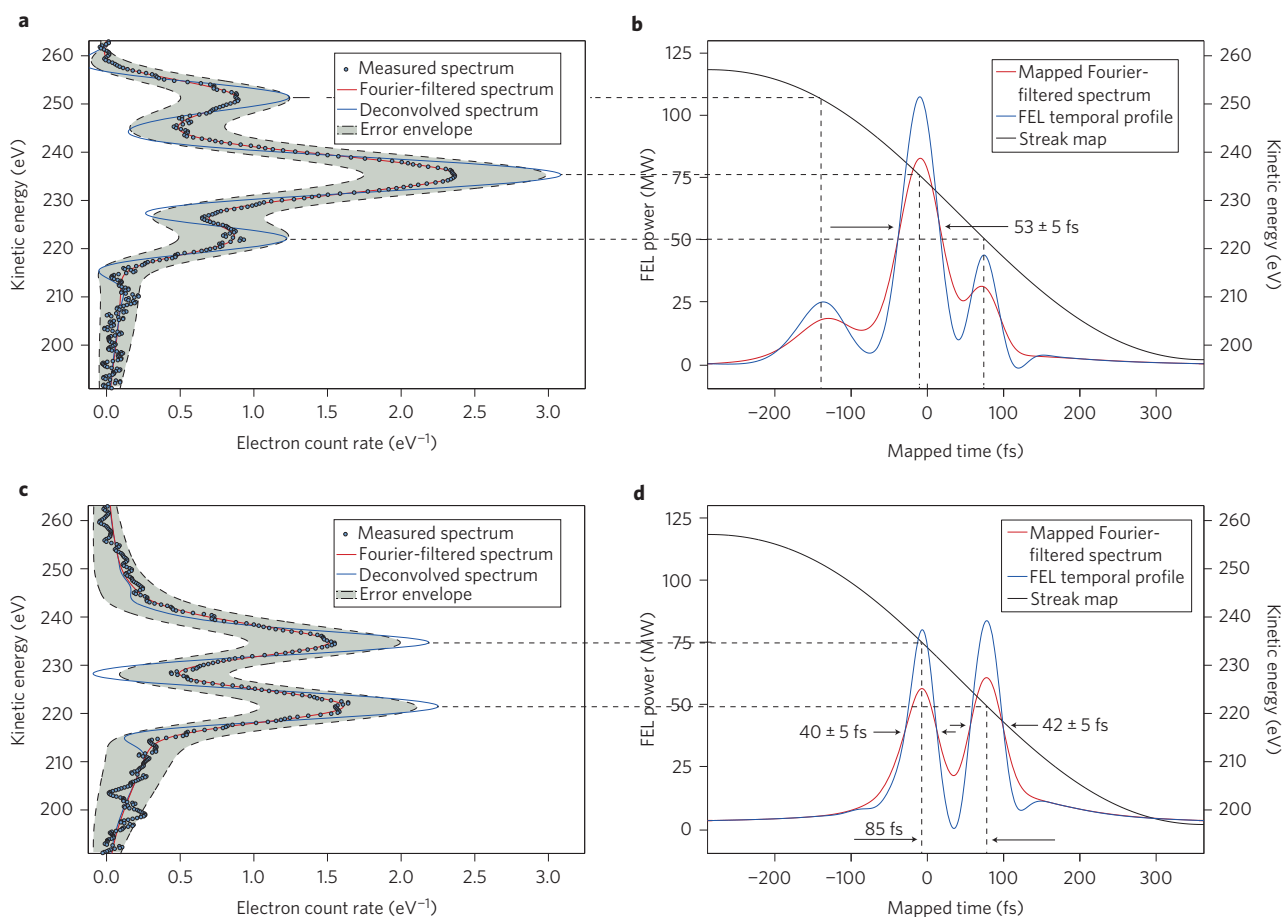 a
260
250
240
230
220
210
200
Kinetic energy (eV)
Measured spectrum
Fourier-filtered spectrum
Deconvolved spectrum
Error envelope
0.0 0.5 1.0 1.5 2.0 2.5 3.0
Electron count rate (eV⁻¹)
b
125
100
75
50
25
0
FEL power (MW)
Mapped Fourier-
filtered spectrum
FEL temporal profile
Streak map
53 ± 5 fs
260
250
240
230
220
210
200
Kinetic energy (eV)
−200 −100 0 100 200 300
Mapped time (fs)
c
260
250
240
230
220
210
200
Kinetic energy (eV)
Measured spectrum
Fourier-filtered spectrum
Deconvolved spectrum
Error envelope
0.0 0.5 1.0 1.5 2.0 2.5 3.0
Electron count rate (eV⁻¹)
d
125
100
75
50
25
0
FEL power (MW)
Mapped Fourier-
filtered spectrum
FEL temporal profile
Streak map
40 ± 5 fs
42 ± 5 fs
85 fs
260
250
240
230
220
210
200
Kinetic energy (eV)
−200 −100 0 100 200 300
Mapped time (fs)